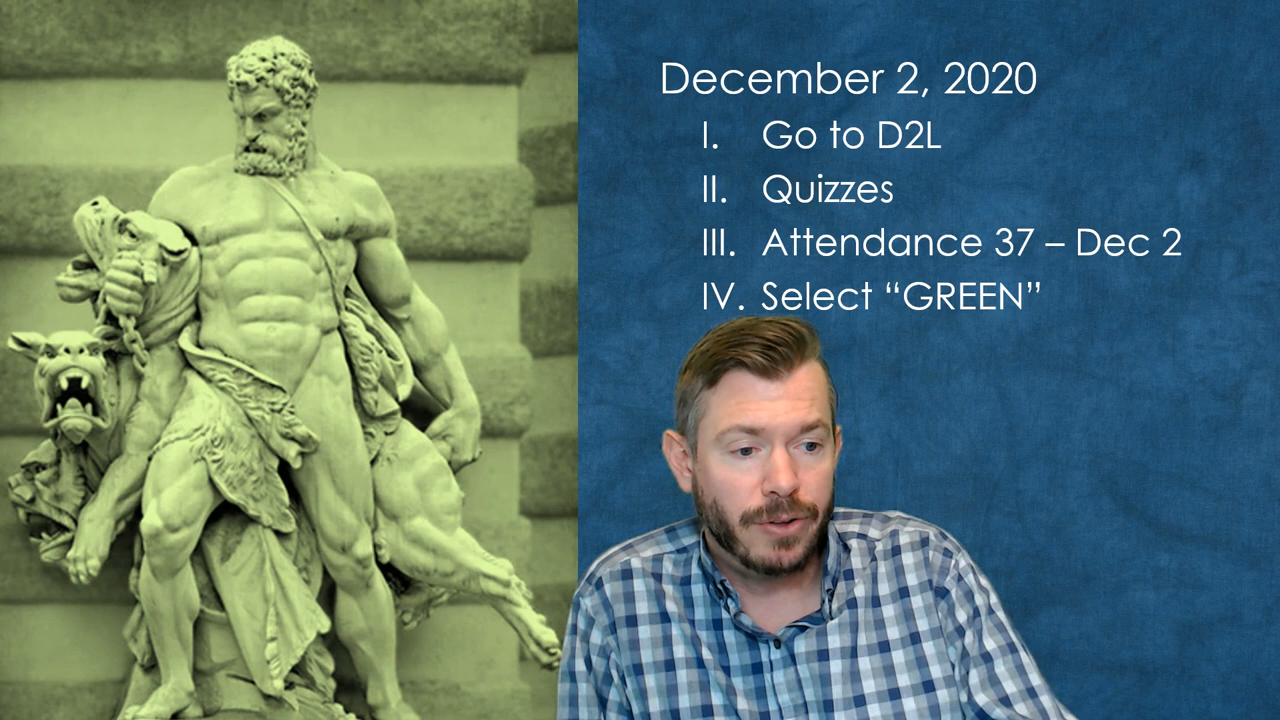 December 2, 2020
I. Go to D2L
II. Quizzes
III. Attendance 37 – Dec 2
IV. Select “GREEN”